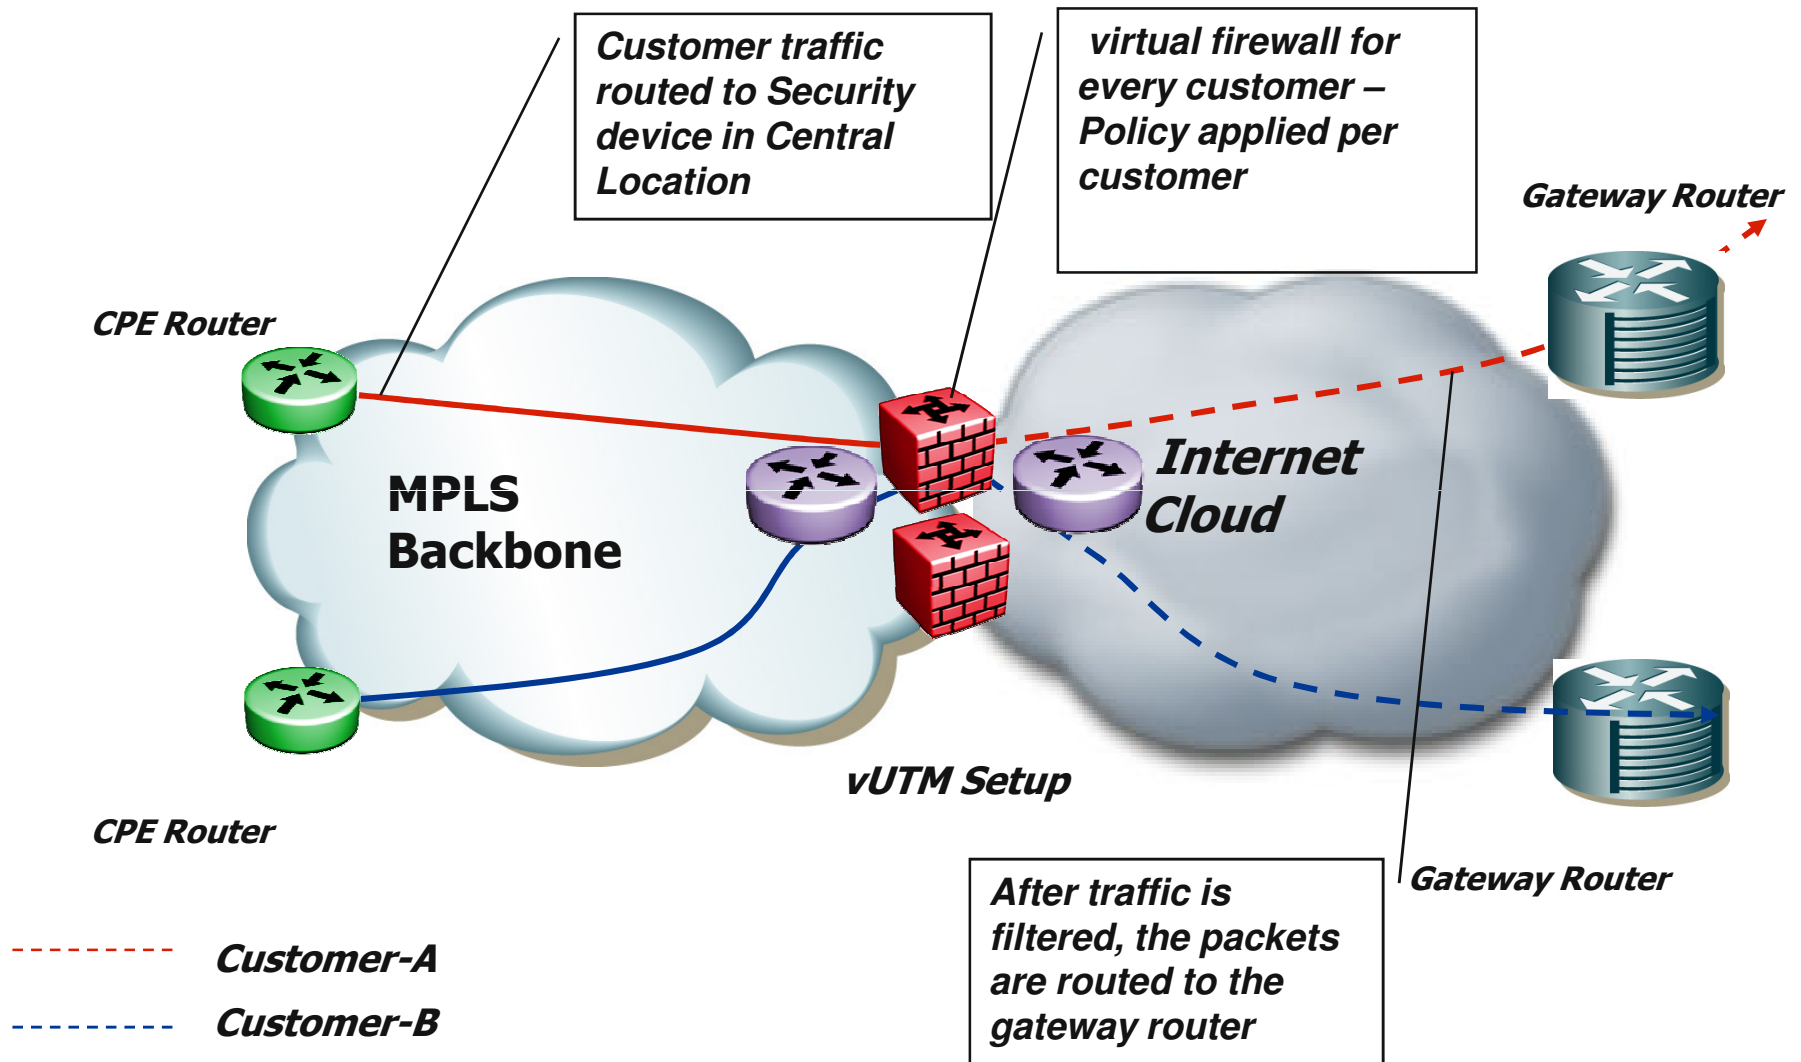 Customer traffic
routed to Security
device in Central
Location
virtual firewall for
every customer –
Policy applied per
customer
Gateway Router
CPE Router
MPLS
Backbone
Internet
Cloud
vUTM Setup
CPE Router
Gateway Router
After traffic is
filtered, the packets
are routed to the
gateway router
Customer-A
Customer-B